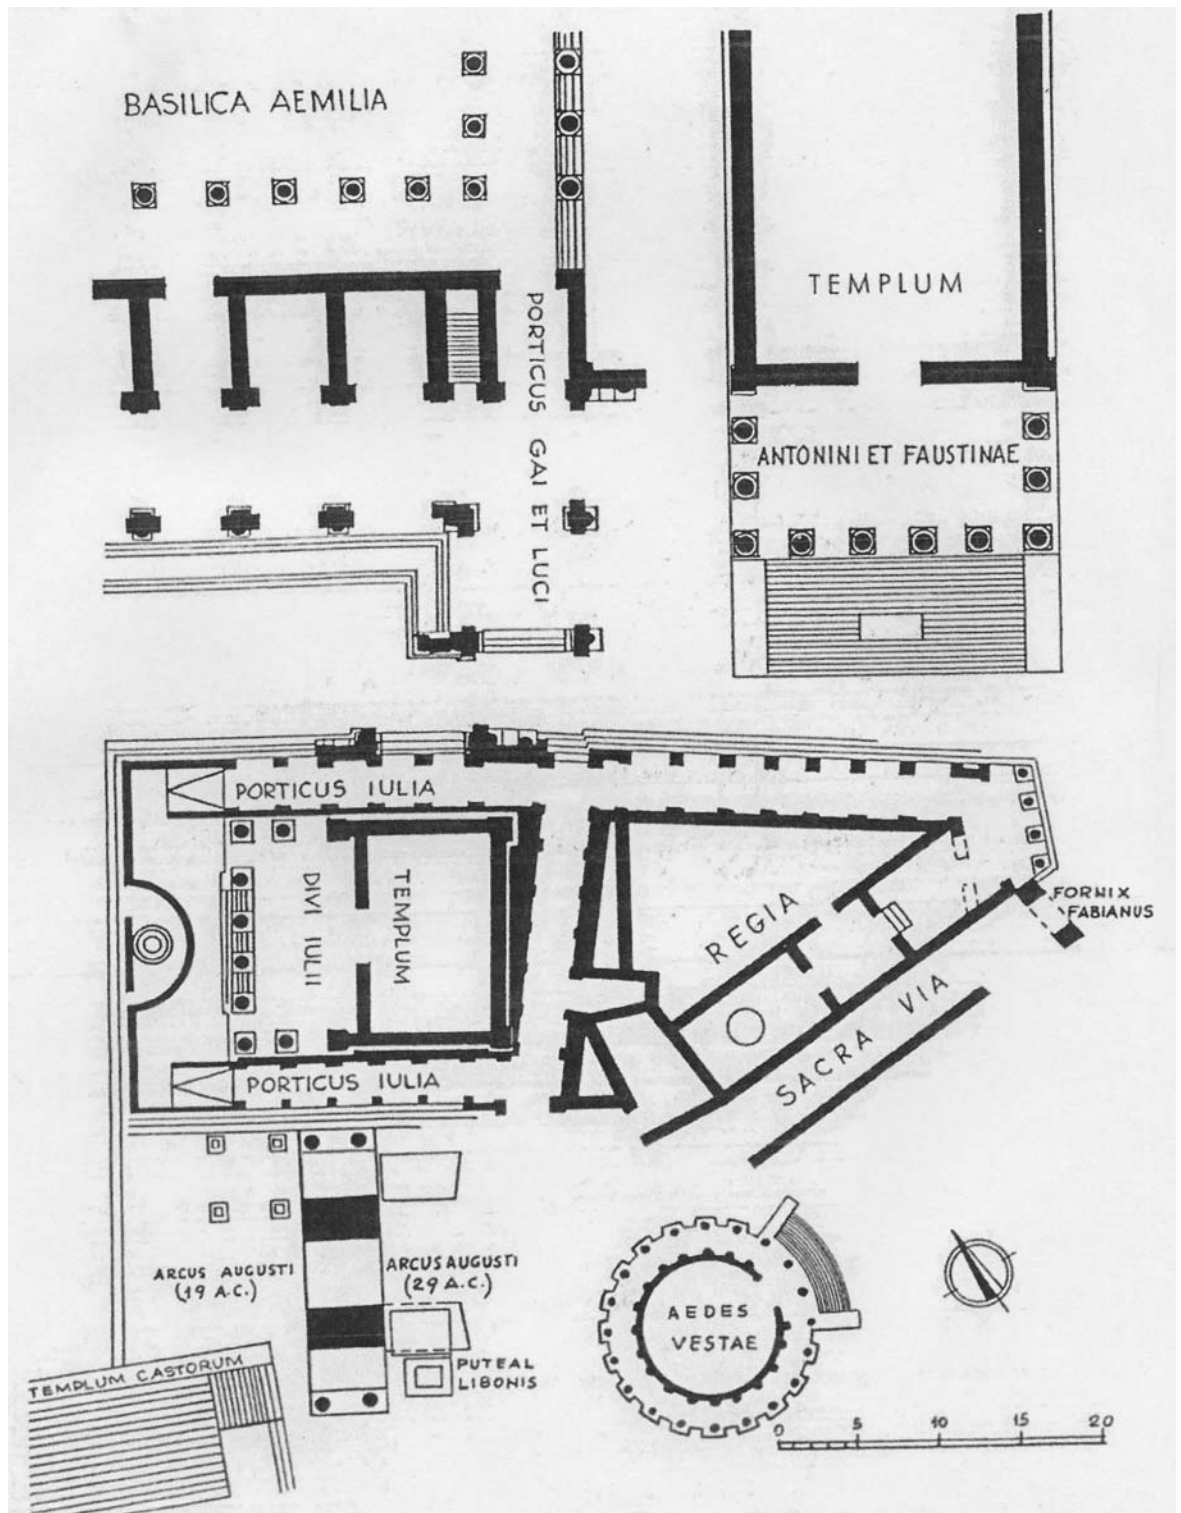 BASILICA AEMILIA
PORTICUS GAI ET LUCI
TEMPLUM
ANTONINI ET FAUSTINAE
PORTICUS IULIA
TEMPLUM
DIVI IULII
REGIA
FORNIX
FABIANUS
SACRA VIA
PORTICUS IULIA
ARCUS AUGUSTI
(19 A.C.)
ARCUS AUGUSTI
(29 A.C.)
AEDES
VESTAE
PUTEAL
LIBONIS
TEMPLUM CASTORUM
0 5 10 15 20